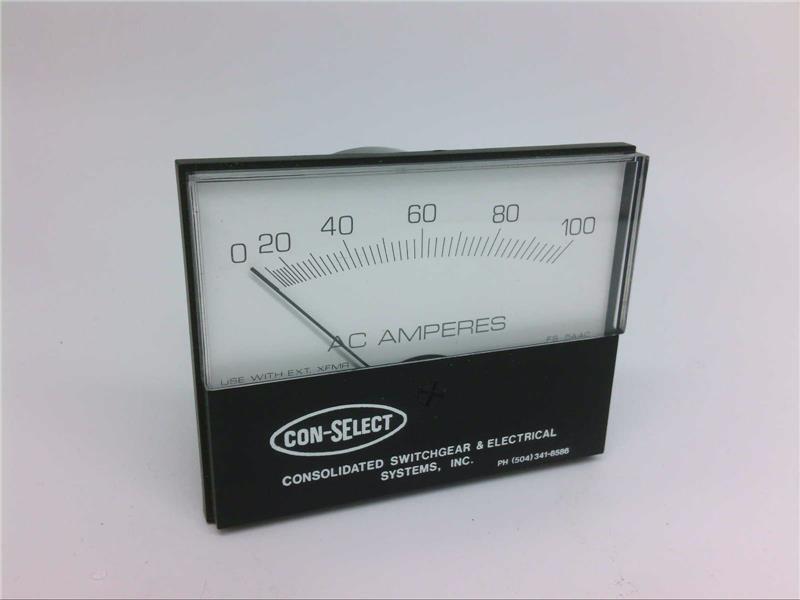 0 20 40 60 80 100
AC AMPERES
USE WITH EXT. XFMR
FS 5AAC
CON-SELECT
CONSOLIDATED SWITCHGEAR & ELECTRICAL
SYSTEMS, INC. PH (504) 341-8586